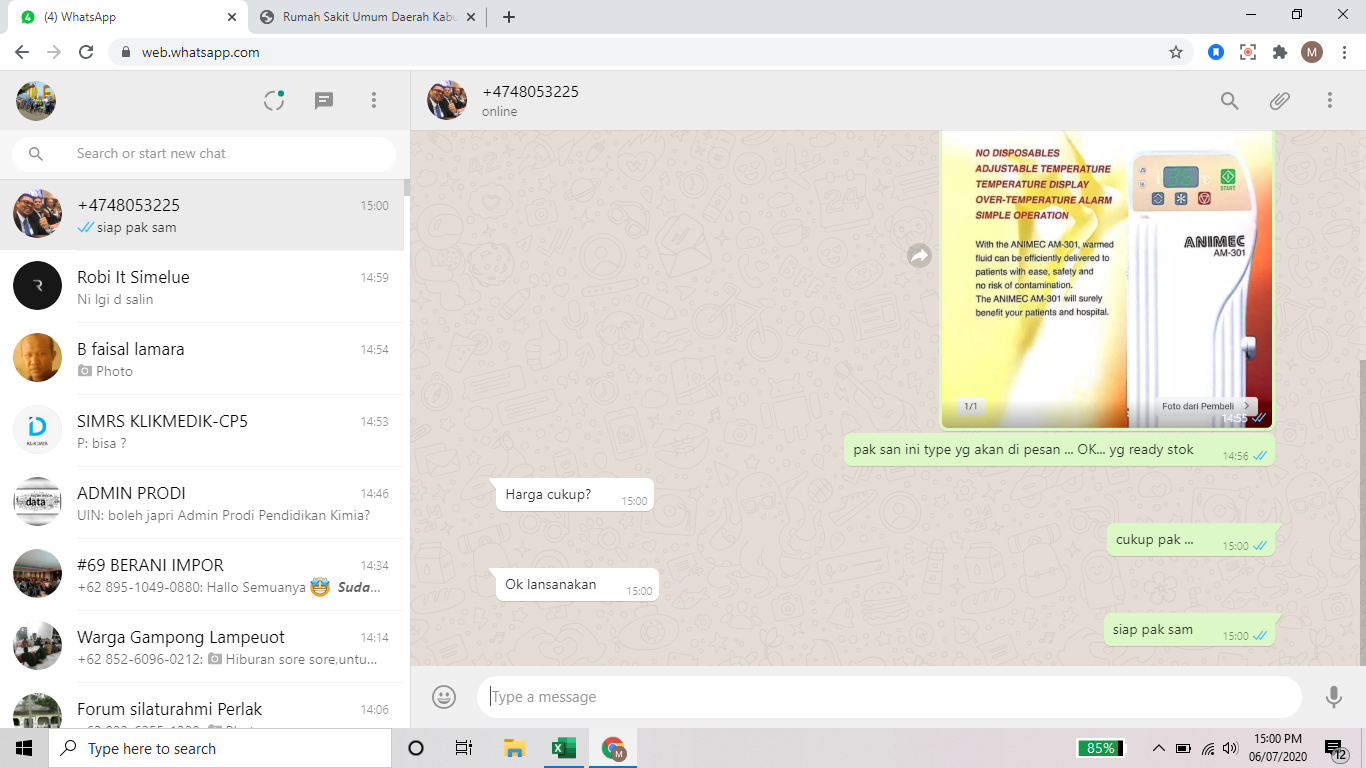 (4) WhatsApp
Rumah Sakit Umum Daerah Kabu
web.whatsapp.com
M
Search or start new chat
+4748053225
15:00
siap pak sam
Robi It Simelue
14:59
Ni lgi d salin
B faisal lamara
14:54
Photo
SIMRS KLIKMEDIK-CP5
14:53
P: bisa ?
ADMIN PRODI
14:46
UIN: boleh japri Admin Prodi Pendidikan Kimia?
data
#69 BERANI IMPOR
14:34
+62 895-1049-0880: Hallo Semuanya 🤩 Suda...
Warga Gampong Lampeuot
14:14
+62 852-6096-0212: Hiburan sore sore,untu...
Forum silaturahmi Perlak
14:06
+4748053225
online
NO DISPOSABLES
ADJUSTABLE TEMPERATURE
TEMPERATURE DISPLAY
OVER-TEMPERATURE ALARM
SIMPLE OPERATION
With the ANIMEC AM-301, warmed
fluid can be efficiently delivered to
patients with ease, safety and
no risk of contamination.
The ANIMEC AM-301 will surely
benefit your patients and hospital.
START
ANIMEC
AM-301
1/1
Foto dari Pembeli
14:55
pak san ini type yg akan di pesan ... OK... yg ready stok
14:56
Harga cukup?
15:00
cukup pak ...
15:00
Ok lansanakan
15:00
siap pak sam
15:00
Type a message
Type here to search
M
85%
15:00 PM
06/07/2020
12